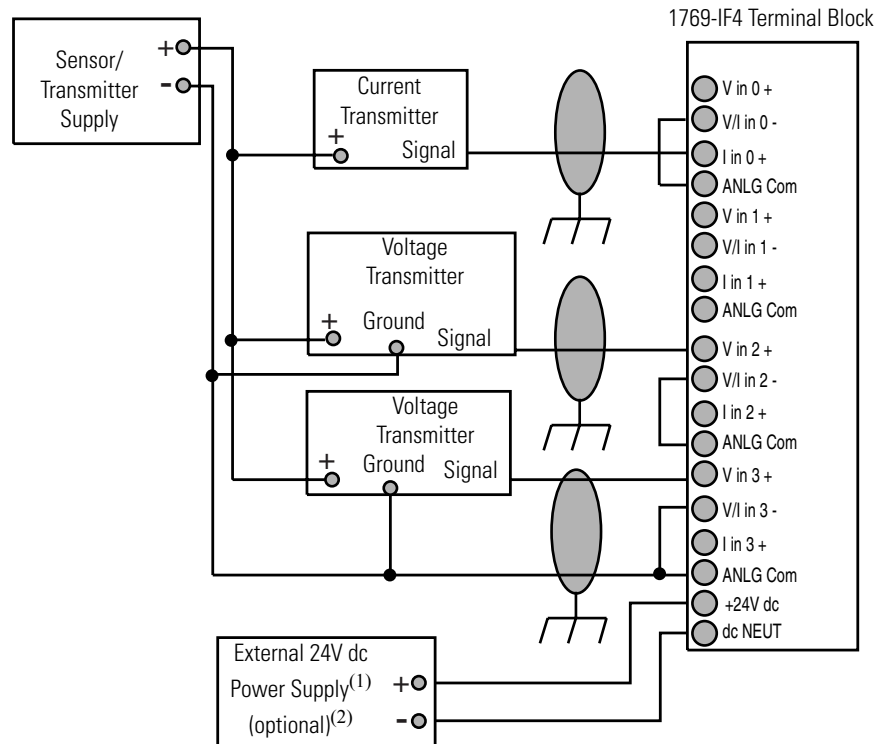 1769-IF4 Terminal Block
Sensor/
Transmitter
Supply
+
-
Current
Transmitter
+
Signal
Voltage
Transmitter
+
Ground
Signal
Voltage
Transmitter
+
Ground
Signal
External 24V dc
Power Supply(1)
(optional)(2)
+
-
V in 0 +
V/I in 0 -
I in 0 +
ANLG Com
V in 1 +
V/I in 1 -
I in 1 +
ANLG Com
V in 2 +
V/I in 2 -
I in 2 +
ANLG Com
V in 3 +
V/I in 3 -
I in 3 +
ANLG Com
+24V dc
dc NEUT